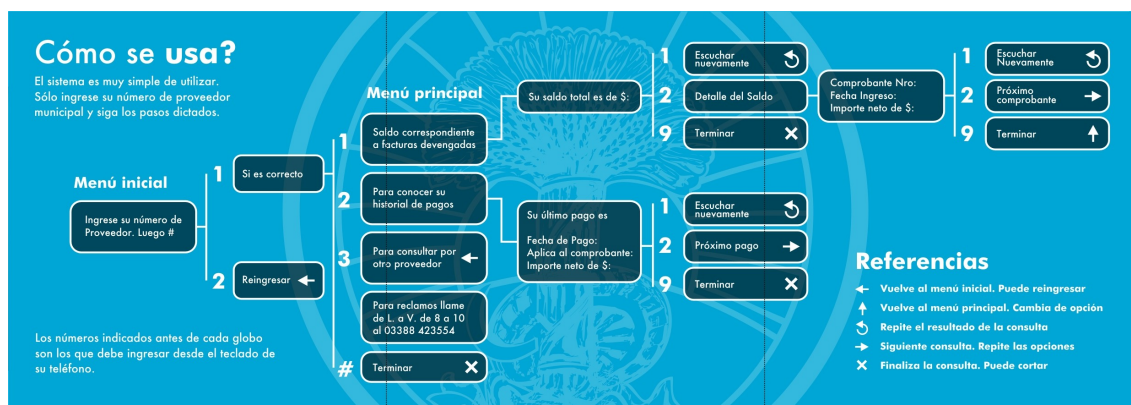 Cómo se usa?
El sistema es muy simple de utilizar.
Sólo ingrese su número de proveedor
municipal y siga los pasos dictados.
Menú inicial
Ingrese su número de
Proveedor. Luego #
1
Si es correcto
2
Reingresar
Los números indicados antes de cada globo
son los que debe ingresar desde el teclado de
su teléfono.
Menú principal
1
Saldo correspondiente
a facturas devengadas
2
Para conocer su
historial de pagos
3
Para consultar por
otro proveedor
Para reclamos llame
de L. a V. de 8 a 10
al 03388 423554
#
Terminar
Su saldo total es de $:
1
Escuchar
nuevamente
2
Detalle del Saldo
9
Terminar
Comprobante Nro:
Fecha Ingreso:
Importe neto de $:
1
Escuchar
Nuevamente
2
Próximo
comprobante
9
Terminar
Su último pago es
Fecha de Pago:
Aplica al comprobante:
Importe neto de $:
1
Escuchar
nuevamente
2
Próximo pago
9
Terminar
Referencias
Vuelve al menú inicial. Puede reingresar
Vuelve al menú principal. Cambia de opción
Repite el resultado de la consulta
Siguiente consulta. Repite las opciones
Finaliza la consulta. Puede cortar